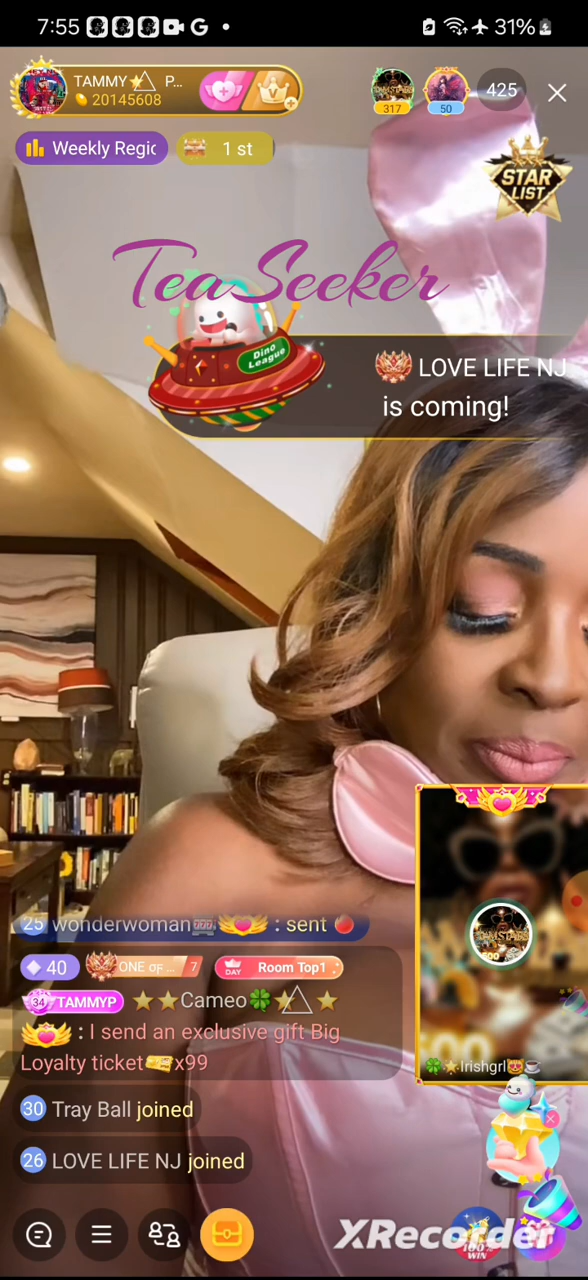 7:55
31%
TAMMY⭐△ P...
20145608
317
50
425
Weekly Regic
1 st
STAR LIST
TeaSeeker
Dino League
LOVE LIFE NJ
is coming!
25 wonderwoman : sent
40 ONE OF ... 7 DAY Room Top1
34 TAMMYP ⭐⭐Cameo🍀⭐△⭐
: I send an exclusive gift Big
Loyalty ticket🎫x99
30 Tray Ball joined
26 LOVE LIFE NJ joined
🍀⭐Irishgrl😻☕
XRecorder
100% WIN